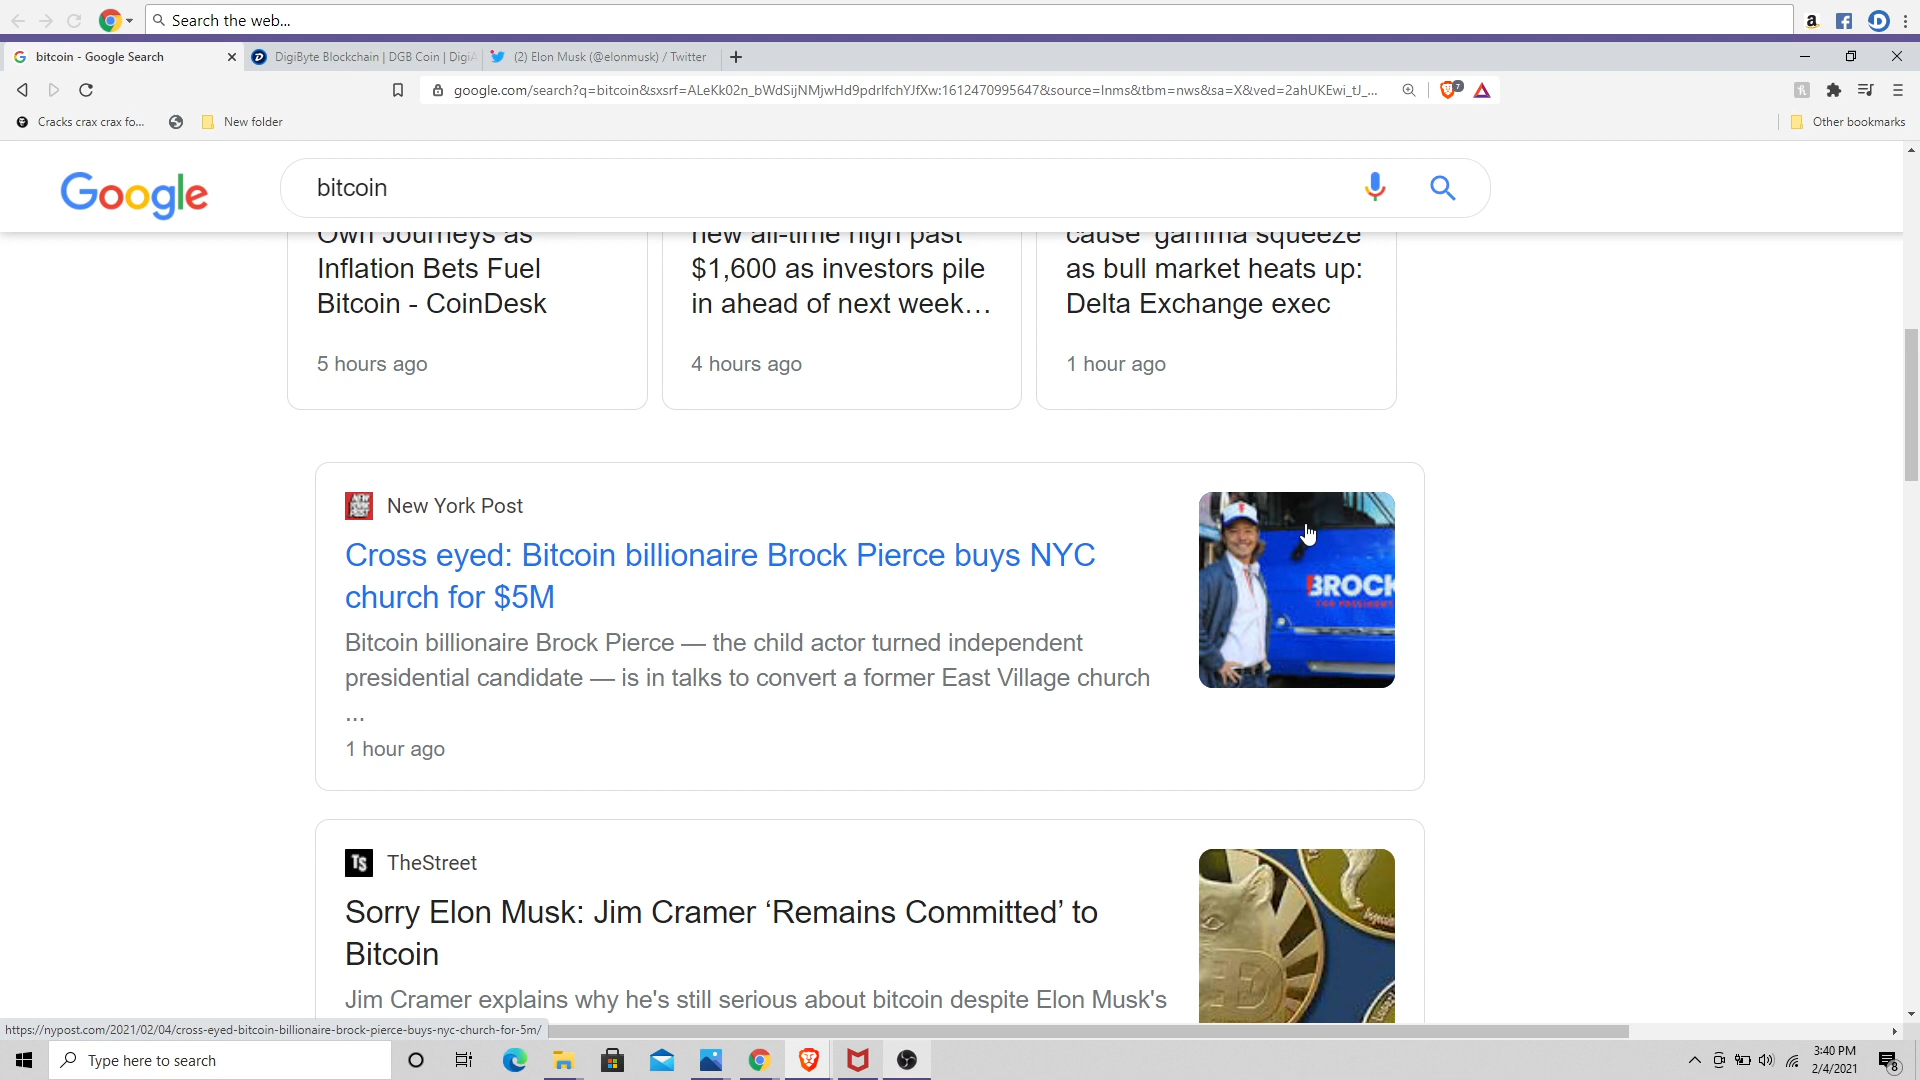 Search the web...
bitcoin - Google Search
DigiByte Blockchain | DGB Coin | Digi
(2) Elon Musk (@elonmusk) / Twitter
google.com/search?q=bitcoin&sxsrf=ALeKk02n_bWdSijNMjwHd9pdrIfchYJfXw:1612470995647&source=lnms&tbm=nws&sa=X&ved=2ahUKEwi_tJ_...
7
Cracks crax crax fo...
New folder
Other bookmarks
Google
bitcoin
Own Journeys as
Inflation Bets Fuel
Bitcoin - CoinDesk
5 hours ago
new all-time high past
$1,600 as investors pile
in ahead of next week...
4 hours ago
cause 'gamma squeeze'
as bull market heats up:
Delta Exchange exec
1 hour ago
New York Post
Cross eyed: Bitcoin billionaire Brock Pierce buys NYC
church for $5M
Bitcoin billionaire Brock Pierce — the child actor turned independent
presidential candidate — is in talks to convert a former East Village church
...
1 hour ago
BROCK
FOR PRESIDENT
TS
TheStreet
Sorry Elon Musk: Jim Cramer ‘Remains Committed’ to
Bitcoin
Jim Cramer explains why he's still serious about bitcoin despite Elon Musk's
https://nypost.com/2021/02/04/cross-eyed-bitcoin-billionaire-brock-pierce-buys-nyc-church-for-5m/
Type here to search
3:40 PM
2/4/2021
8